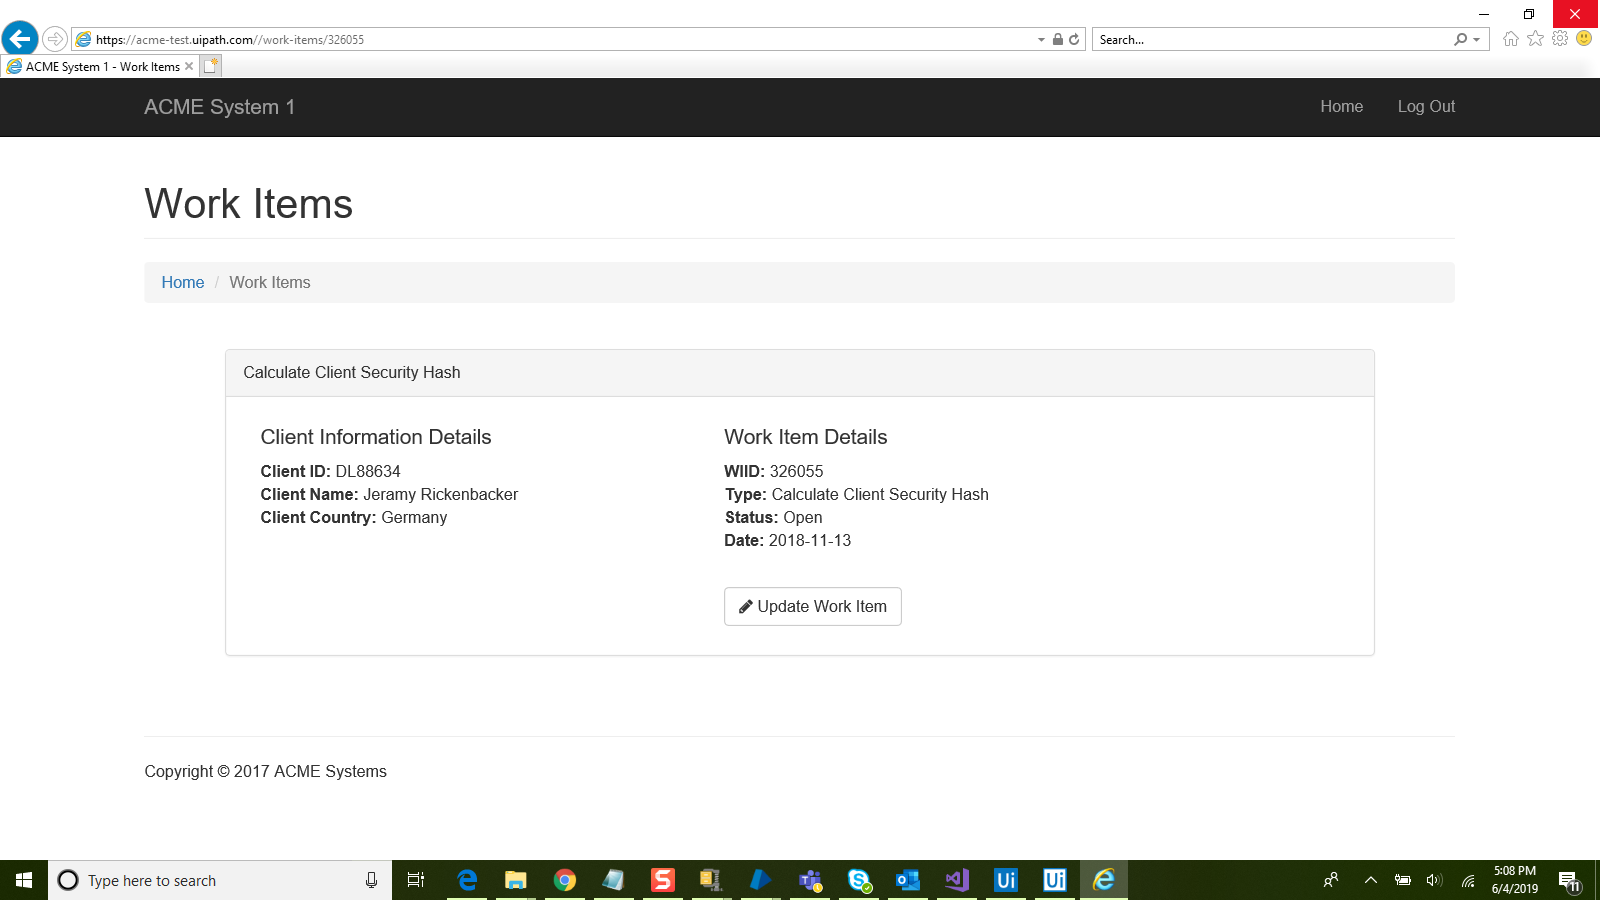 https://acme-test.uipath.com//work-items/326055
Search...
ACME System 1 - Work Items
ACME System 1
Home
Log Out
Work Items
Home / Work Items
Calculate Client Security Hash
Client Information Details
Client ID: DL88634
Client Name: Jeramy Rickenbacker
Client Country: Germany
Work Item Details
WIID: 326055
Type: Calculate Client Security Hash
Status: Open
Date: 2018-11-13
Update Work Item
Copyright © 2017 ACME Systems
Type here to search
S
Ui
Ui
5:08 PM
6/4/2019
11